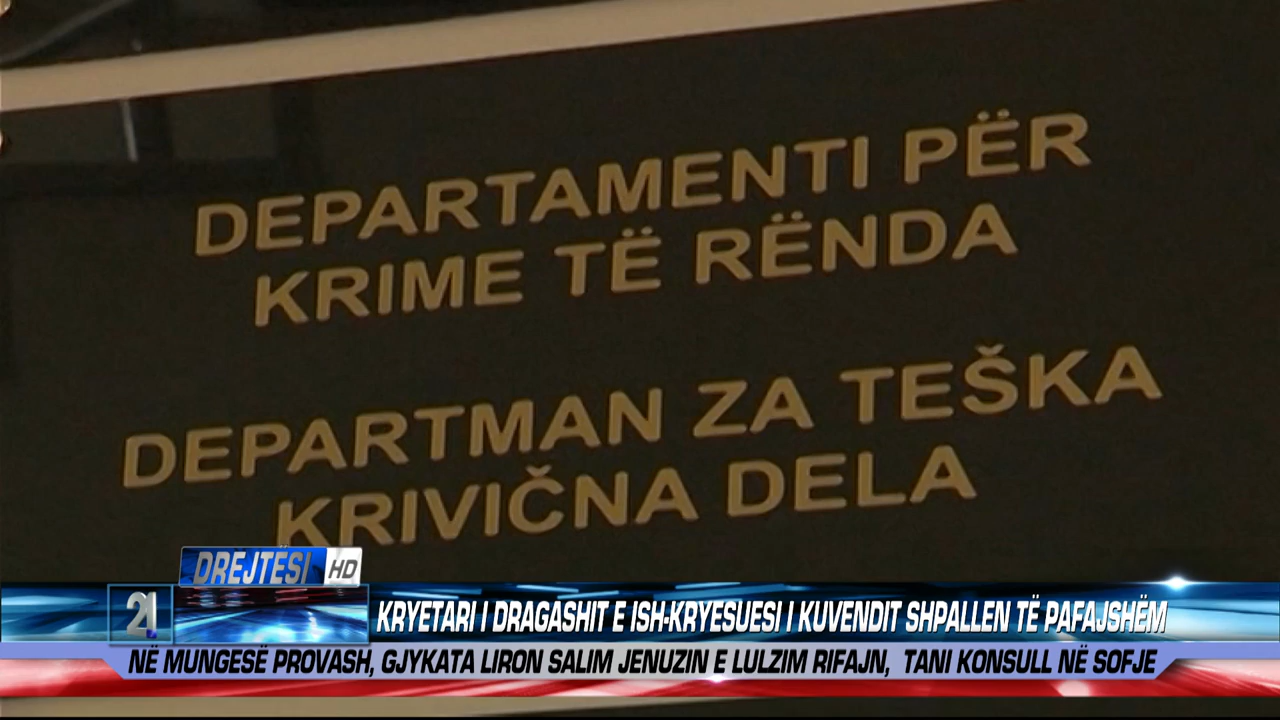 DEPARTAMENTI PËR
KRIME TË RËNDA
DEPARTMAN ZA TEŠKA
KRIVIČNA DELA
DREJTËSI HD
21
KRYETARI I DRAGASHIT E ISH-KRYESUESI I KUVENDIT SHPALLEN TË PAFAJSHËM
NË MUNGESË PROVASH, GJYKATA LIRON SALIM JENUZIN E LULZIM RIFAJN, TANI KONSULL NË SOFJE